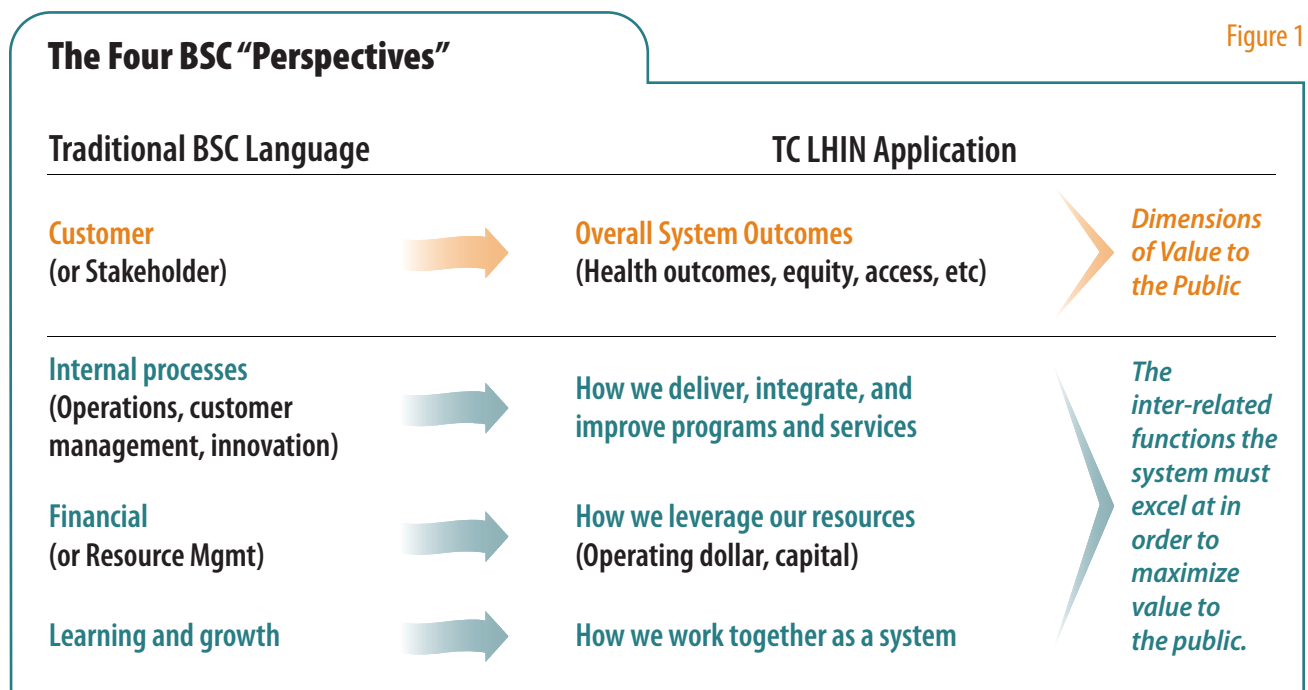 Figure 1
The Four BSC “Perspectives”
Traditional BSC Language
TC LHIN Application
Customer
(or Stakeholder)
Overall System Outcomes
(Health outcomes, equity, access, etc)
Dimensions
of Value to
the Public
Internal processes
(Operations, customer
management, innovation)
How we deliver, integrate, and
improve programs and services
Financial
(or Resource Mgmt)
How we leverage our resources
(Operating dollar, capital)
Learning and growth
How we work together as a system
The
inter-related
functions the
system must
excel at in
order to
maximize
value to
the public.